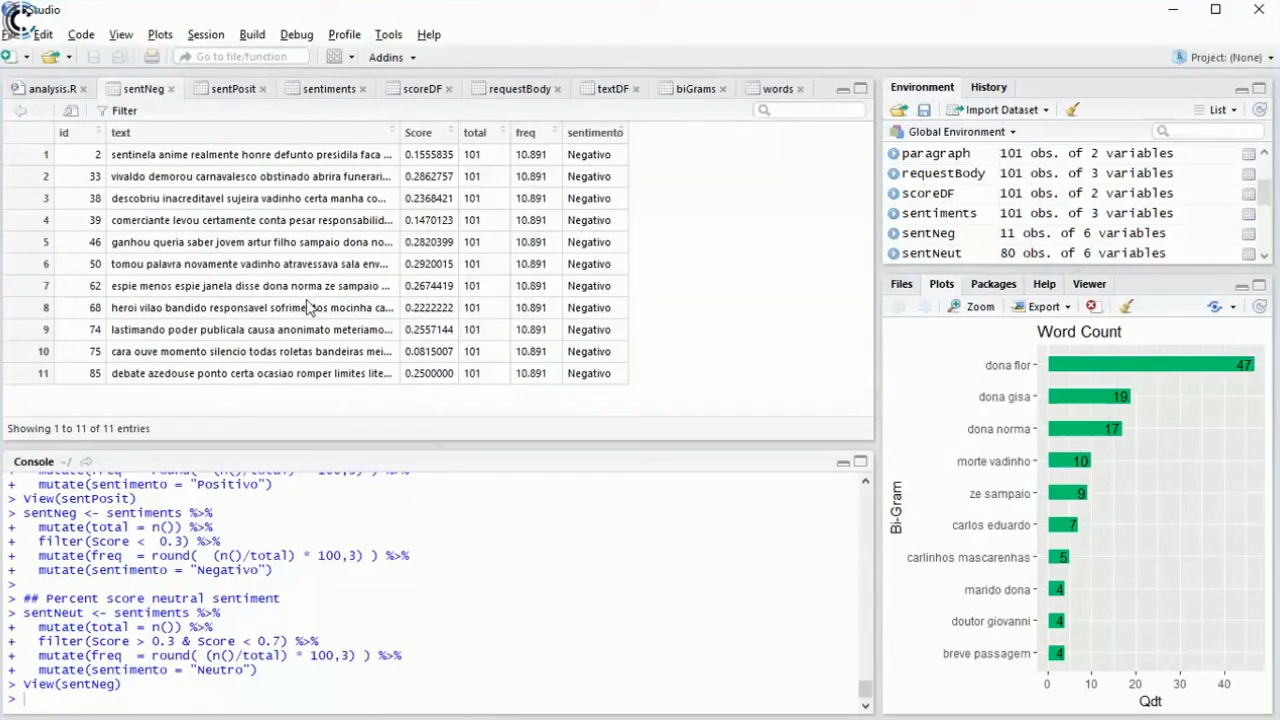 Studio
Edit Code View Plots Session Build Debug Profile Tools Help
Go to file/function Addins Project: (None)
analysis.R sentNeg sentPosit sentiments scoreDF requestBody textDF biGrams words
Filter
id text Score total freq sentimento
1 2 sentinela anime realmente honre defunto presidila faca ... 0.1555835 101 10.891 Negativo
2 33 vivaldo demorou carnavalesco obstinado abrira funerari... 0.2862757 101 10.891 Negativo
3 38 descobriu inacreditavel sujeira vadinho certa manha co... 0.2368421 101 10.891 Negativo
4 39 comerciante levou certamente conta pesar responsabilid... 0.1470123 101 10.891 Negativo
5 46 ganhou queria saber jovem artur filho sampaio dona no... 0.2820399 101 10.891 Negativo
6 50 tomou palavra novamente vadinho atravessava sala env... 0.2920015 101 10.891 Negativo
7 62 espie menos espie janela disse dona norma ze sampaio ... 0.2674419 101 10.891 Negativo
8 68 heroi vilao bandido responsavel sofrimentos mocinha ca... 0.2222222 101 10.891 Negativo
9 74 lastimando poder publicala causa anonimato meteriamo... 0.2557144 101 10.891 Negativo
10 75 cara ouve momento silencio todas roletas bandeiras mei... 0.0815007 101 10.891 Negativo
11 85 debate azedouse ponto certa ocasiao romper limites lite... 0.2500000 101 10.891 Negativo
Showing 1 to 11 of 11 entries
Console ~/
+ mutate(freq = round( (n()/total) * 100,3) ) %>%
+ mutate(sentimento = "Positivo")
> View(sentPosit)
> sentNeg <- sentiments %>%
+ mutate(total = n()) %>%
+ filter(Score < 0.3) %>%
+ mutate(freq = round( (n()/total) * 100,3) ) %>%
+ mutate(sentimento = "Negativo")
>
> ## Percent score neutral sentiment
> sentNeut <- sentiments %>%
+ mutate(total = n()) %>%
+ filter(Score > 0.3 & Score < 0.7) %>%
+ mutate(freq = round( (n()/total) * 100,3) ) %>%
+ mutate(sentimento = "Neutro")
> View(sentNeg)
>
Environment History
Import Dataset List
Global Environment
paragraph 101 obs. of 2 variables
requestBody 101 obs. of 3 variables
scoreDF 101 obs. of 2 variables
sentiments 101 obs. of 3 variables
sentNeg 11 obs. of 6 variables
sentNeut 80 obs. of 6 variables
Files Plots Packages Help Viewer
Zoom Export
Word Count
dona flor 47
dona gisa 19
dona norma 17
morte vadinho 10
ze sampaio 9
carlos eduardo 7
carlinhos mascarenhas 5
marido dona 4
doutor giovanni 4
breve passagem 4
Bi-Gram
0 10 20 30 40
Qdt